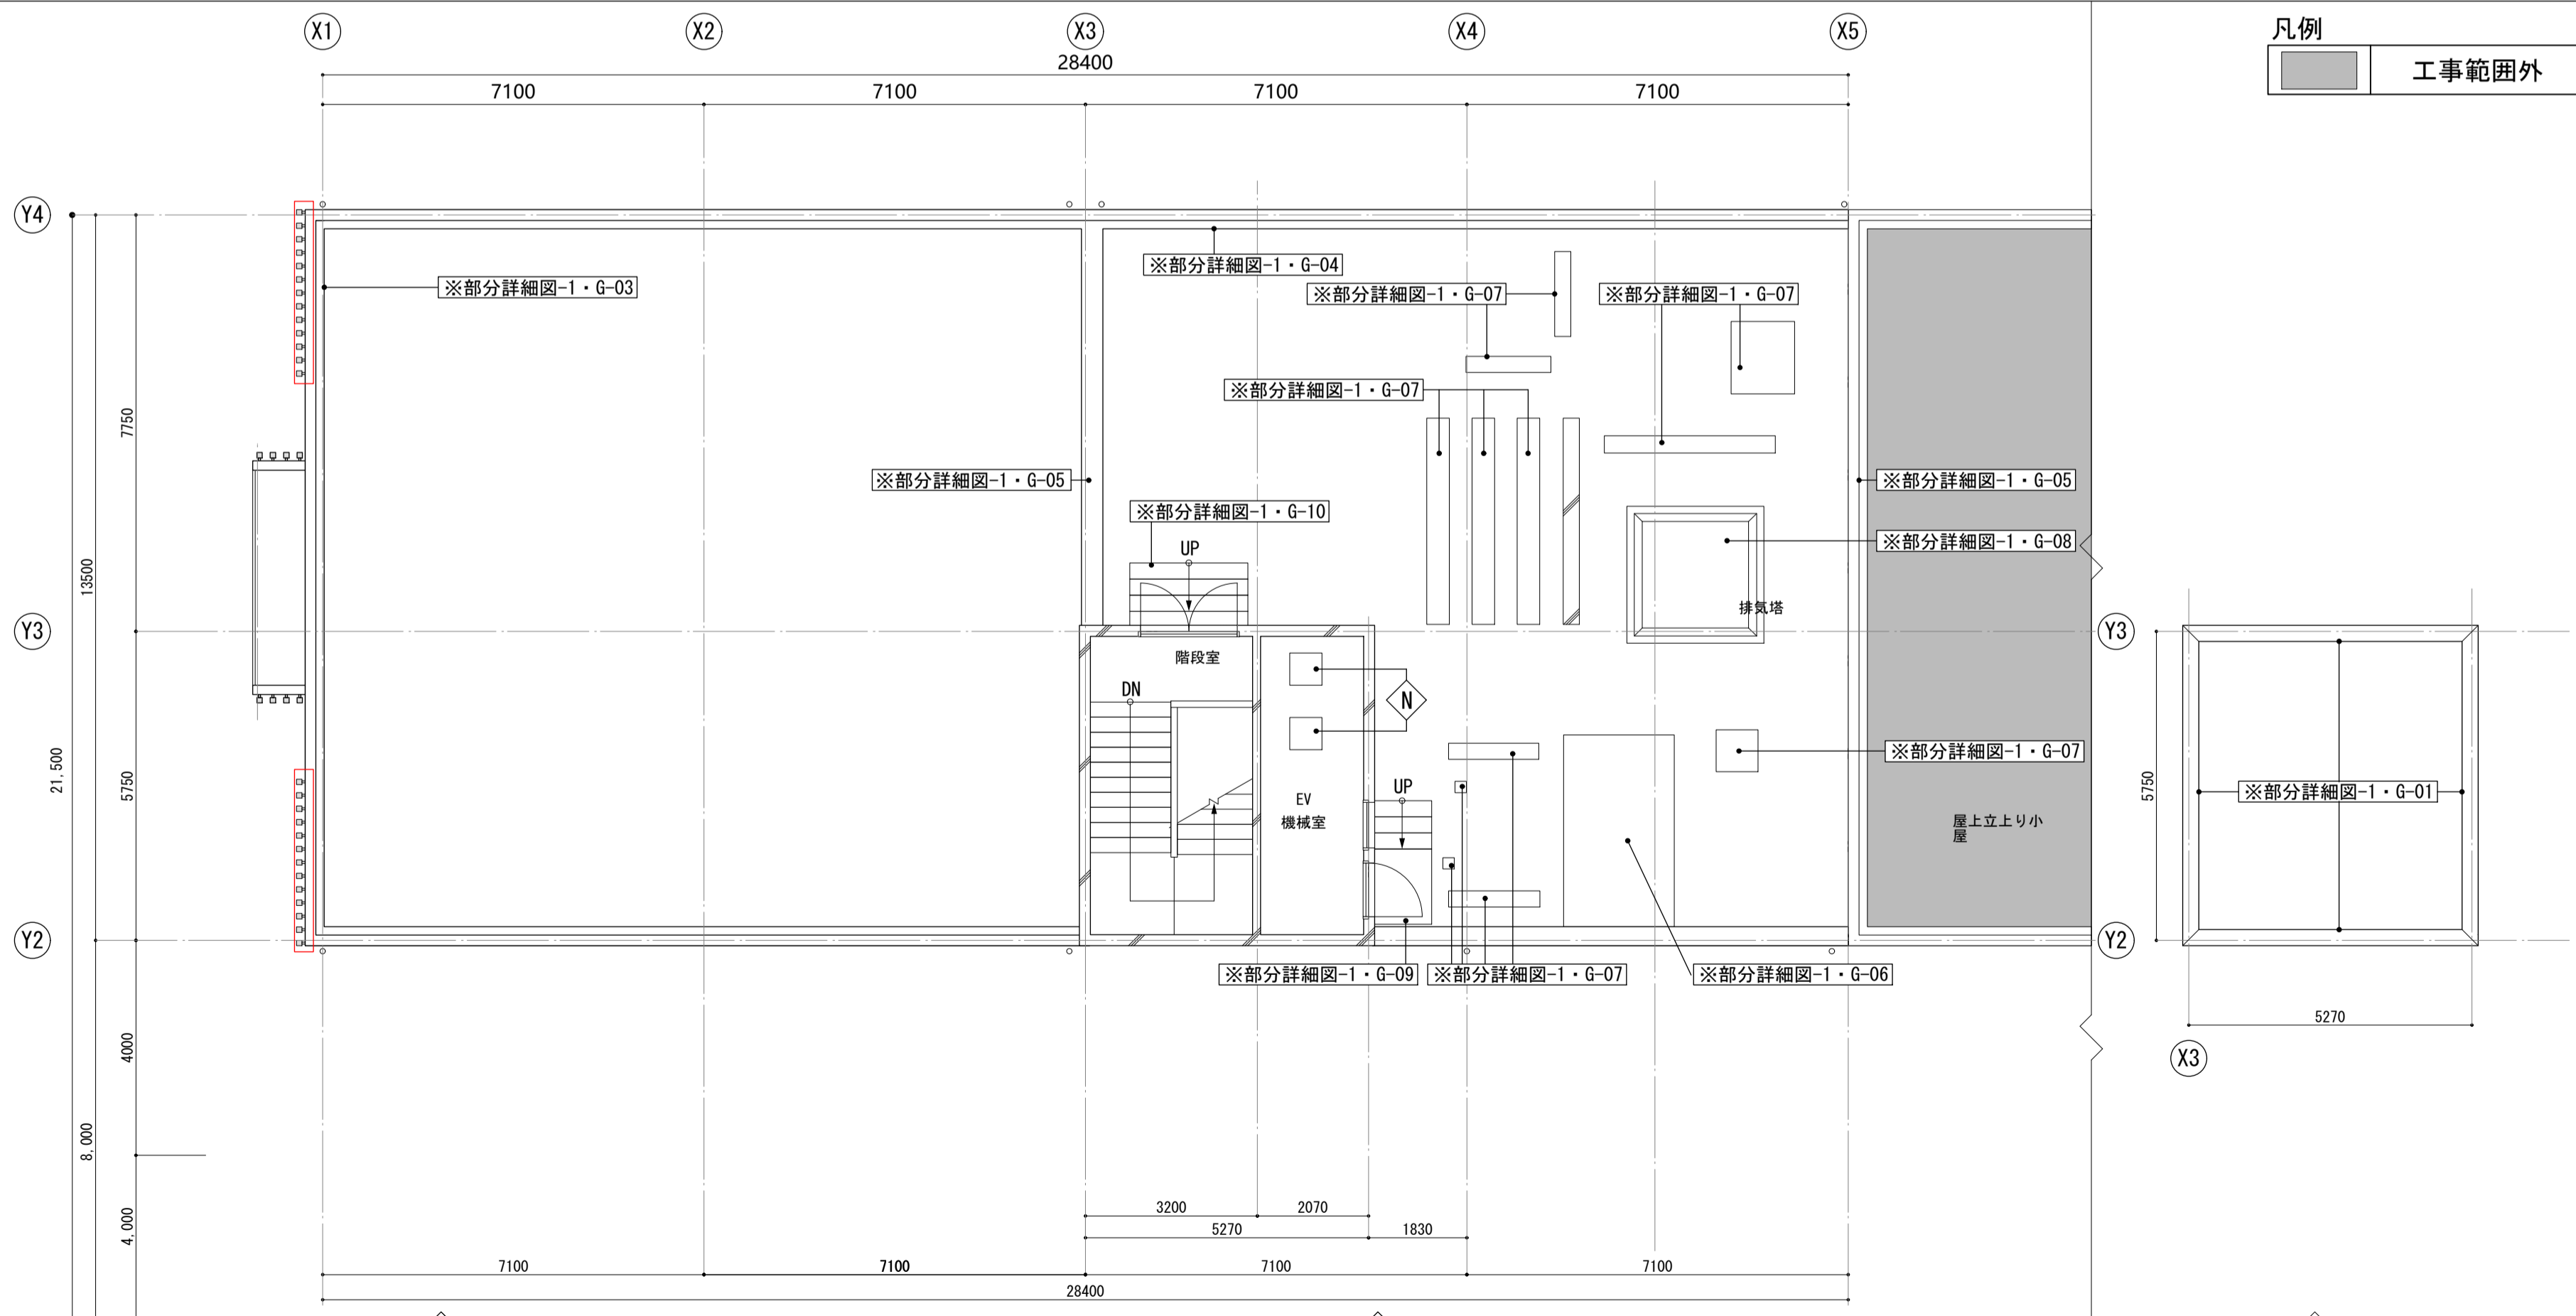 X1
X2
X3
X4
X5
凡例
工事範囲外
28400
7100
7100
7100
7100
Y4
※部分詳細図-1・G-04
※部分詳細図-1・G-03
※部分詳細図-1・G-07
※部分詳細図-1・G-07
※部分詳細図-1・G-07
7750
※部分詳細図-1・G-05
※部分詳細図-1・G-05
※部分詳細図-1・G-10
UP
※部分詳細図-1・G-08
13500
排気塔
Y3
Y3
階段室
DN
N
21,500
5750
※部分詳細図-1・G-07
UP
EV
機械室
5750
※部分詳細図-1・G-01
屋上立上り小
屋
Y2
Y2
※部分詳細図-1・G-09
※部分詳細図-1・G-07
※部分詳細図-1・G-06
5270
4000
X3
8,000
4,000
3200
2070
5270
1830
7100
7100
7100
7100
28400